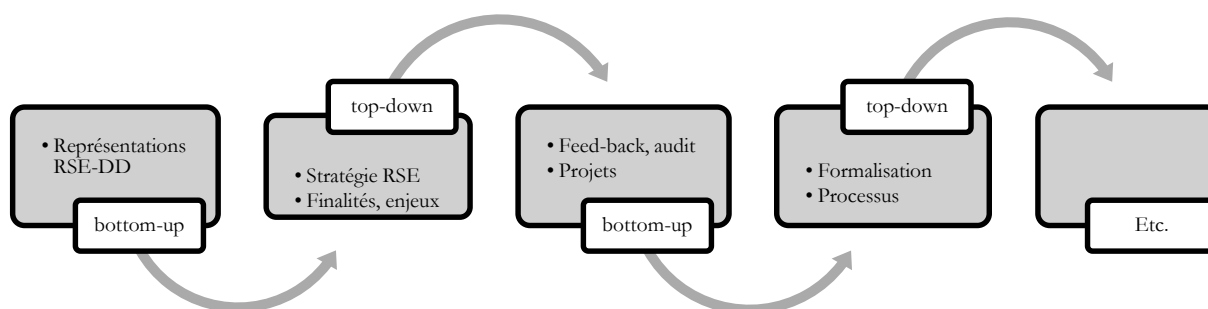 • Représentations
RSE-DD
bottom-up
top-down
• Stratégie RSE
• Finalités, enjeux
• Feed-back, audit
• Projets
bottom-up
top-down
• Formalisation
• Processus
Etc.